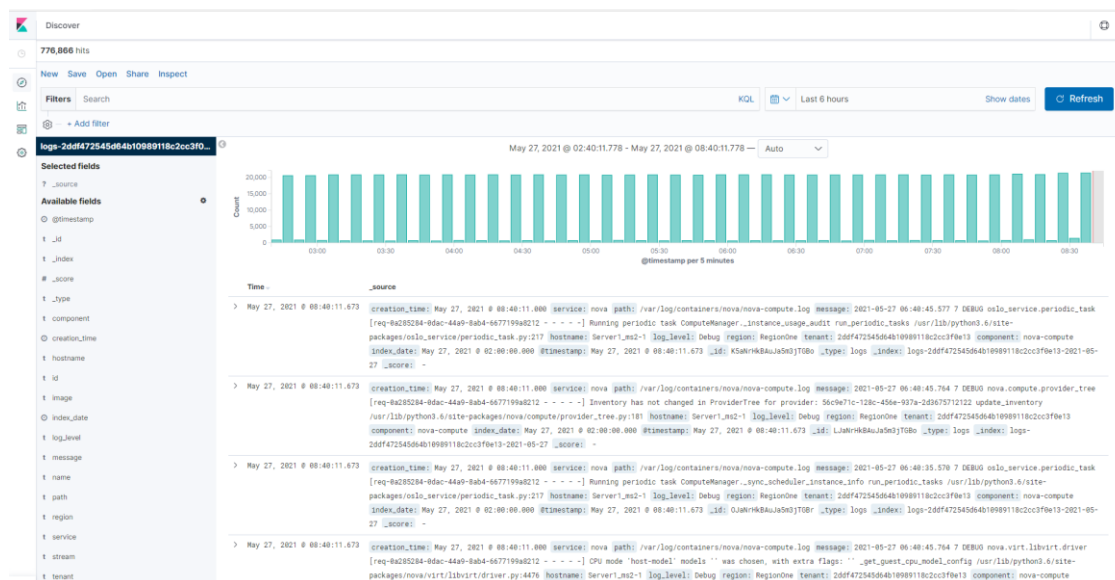 Discover
776,866 hits
New Save Open Share Inspect
Filters Search KQL Last 6 hours Show dates Refresh
+ Add filter
logs-2ddf472545d64b10989118c2cc3f0...
Selected fields
? _source
Available fields
@timestamp
t _id
t _index
# _score
t _type
t component
creation_time
t hostname
t id
t image
index_date
t log_level
t message
t name
t path
t region
t service
t stream
t tenant
May 27, 2021 @ 02:40:11.778 - May 27, 2021 @ 08:40:11.778 — Auto
Count
20,000
15,000
10,000
5,000
0
03:00 03:30 04:00 04:30 05:00 05:30 06:00 06:30 07:00 07:30 08:00 08:30
@timestamp per 5 minutes
Time _source
May 27, 2021 @ 08:40:11.673 creation_time: May 27, 2021 @ 08:40:11.000 service: nova path: /var/log/containers/nova/nova-compute.log message: 2021-05-27 06:40:45.577 7 DEBUG oslo_service.periodic_task
[req-0a285284-0dac-44a9-8ab4-6677199a8212 - - - - -] Running periodic task ComputeManager._instance_usage_audit run_periodic_tasks /usr/lib/python3.6/site-
packages/oslo_service/periodic_task.py:217 hostname: Server1_ms2-1 log_level: Debug region: RegionOne tenant: 2ddf472545d64b10989118c2cc3f0e13 component: nova-compute
index_date: May 27, 2021 @ 02:00:00.000 @timestamp: May 27, 2021 @ 08:40:11.673 _id: K5aNrHkBAuJa5m3jTGBo _type: logs _index: logs-2ddf472545d64b10989118c2cc3f0e13-2021-05-
27 _score: -
May 27, 2021 @ 08:40:11.673 creation_time: May 27, 2021 @ 08:40:11.000 service: nova path: /var/log/containers/nova/nova-compute.log message: 2021-05-27 06:40:45.764 7 DEBUG nova.compute.provider_tree
[req-0a285284-0dac-44a9-8ab4-6677199a8212 - - - - -] Inventory has not changed in ProviderTree for provider: 56c9e71c-128c-456e-937a-2d3675712122 update_inventory
/usr/lib/python3.6/site-packages/nova/compute/provider_tree.py:181 hostname: Server1_ms2-1 log_level: Debug region: RegionOne tenant: 2ddf472545d64b10989118c2cc3f0e13
component: nova-compute index_date: May 27, 2021 @ 02:00:00.000 @timestamp: May 27, 2021 @ 08:40:11.673 _id: LJaNrHkBAuJa5m3jTGBo _type: logs _index: logs-
2ddf472545d64b10989118c2cc3f0e13-2021-05-27 _score: -
May 27, 2021 @ 08:40:11.673 creation_time: May 27, 2021 @ 08:40:11.000 service: nova path: /var/log/containers/nova/nova-compute.log message: 2021-05-27 06:40:35.570 7 DEBUG oslo_service.periodic_task
[req-0a285284-0dac-44a9-8ab4-6677199a8212 - - - - -] Running periodic task ComputeManager._sync_scheduler_instance_info run_periodic_tasks /usr/lib/python3.6/site-
packages/oslo_service/periodic_task.py:217 hostname: Server1_ms2-1 log_level: Debug region: RegionOne tenant: 2ddf472545d64b10989118c2cc3f0e13 component: nova-compute
index_date: May 27, 2021 @ 02:00:00.000 @timestamp: May 27, 2021 @ 08:40:11.673 _id: OJaNrHkBAuJa5m3jTGBr _type: logs _index: logs-2ddf472545d64b10989118c2cc3f0e13-2021-05-
27 _score: -
May 27, 2021 @ 08:40:11.673 creation_time: May 27, 2021 @ 08:40:11.000 service: nova path: /var/log/containers/nova/nova-compute.log message: 2021-05-27 06:40:45.764 7 DEBUG nova.virt.libvirt.driver
[req-0a285284-0dac-44a9-8ab4-6677199a8212 - - - - -] CPU mode 'host-model' models '' was chosen, with extra flags: '' _get_guest_cpu_model_config /usr/lib/python3.6/site-
packages/nova/virt/libvirt/driver.py:4476 hostname: Server1_ms2-1 log_level: Debug region: RegionOne tenant: 2ddf472545d64b10989118c2cc3f0e13 component: nova-compute